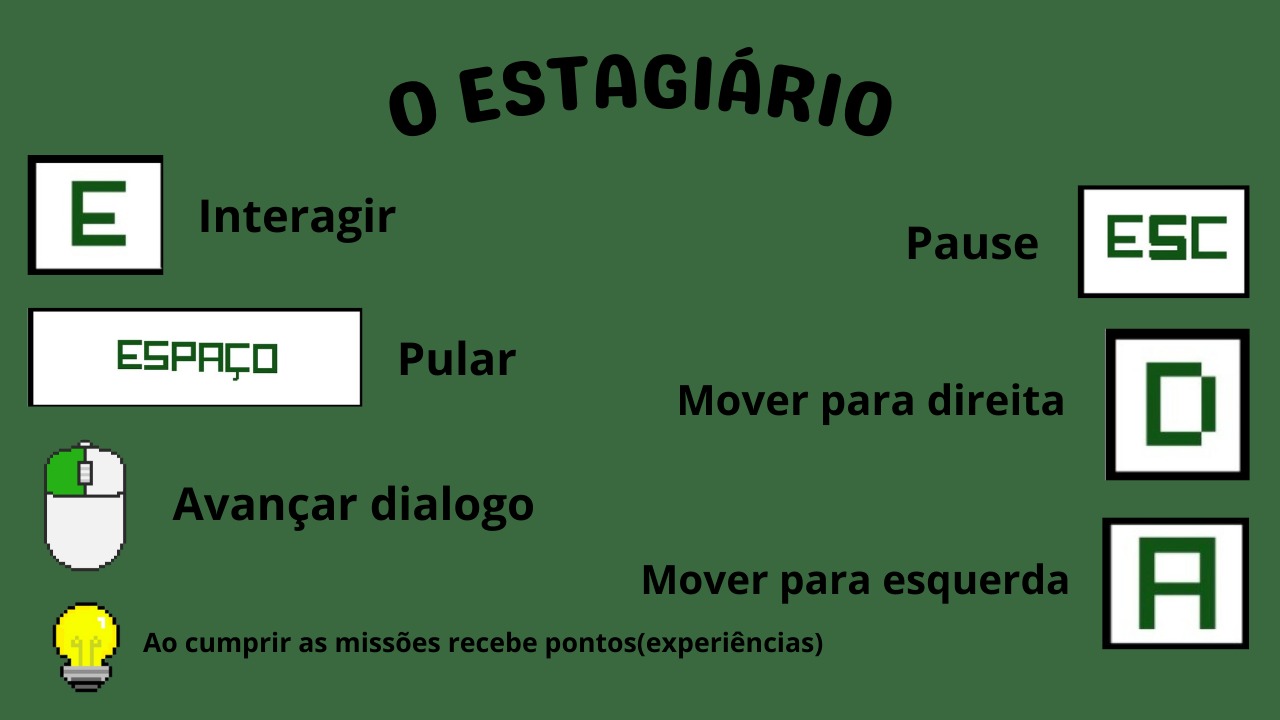 O ESTAGIÁRIO
E
Interagir
ESPAÇO
Pular
Avançar dialogo
Ao cumprir as missões recebe pontos(experiências)
Pause
ESC
Mover para direita
D
Mover para esquerda
A